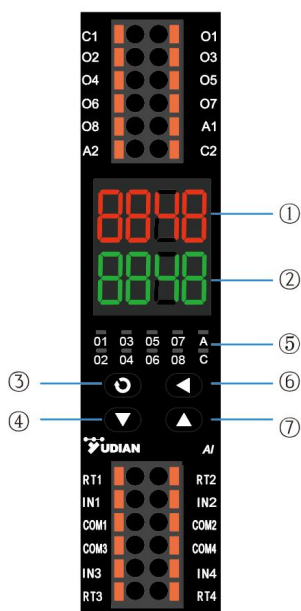 C1 O1
O2 O3
O4 O5
O6 O7
O8 A1
A2 C2
8848 ①
8848 ②
01 03 05 07 A ⑤
02 04 06 08 C
③ ⑥
④ ⑦
YUDIAN AI
RT1 RT2
IN1 IN2
COM1 COM2
COM3 COM4
IN3 IN4
RT3 RT4